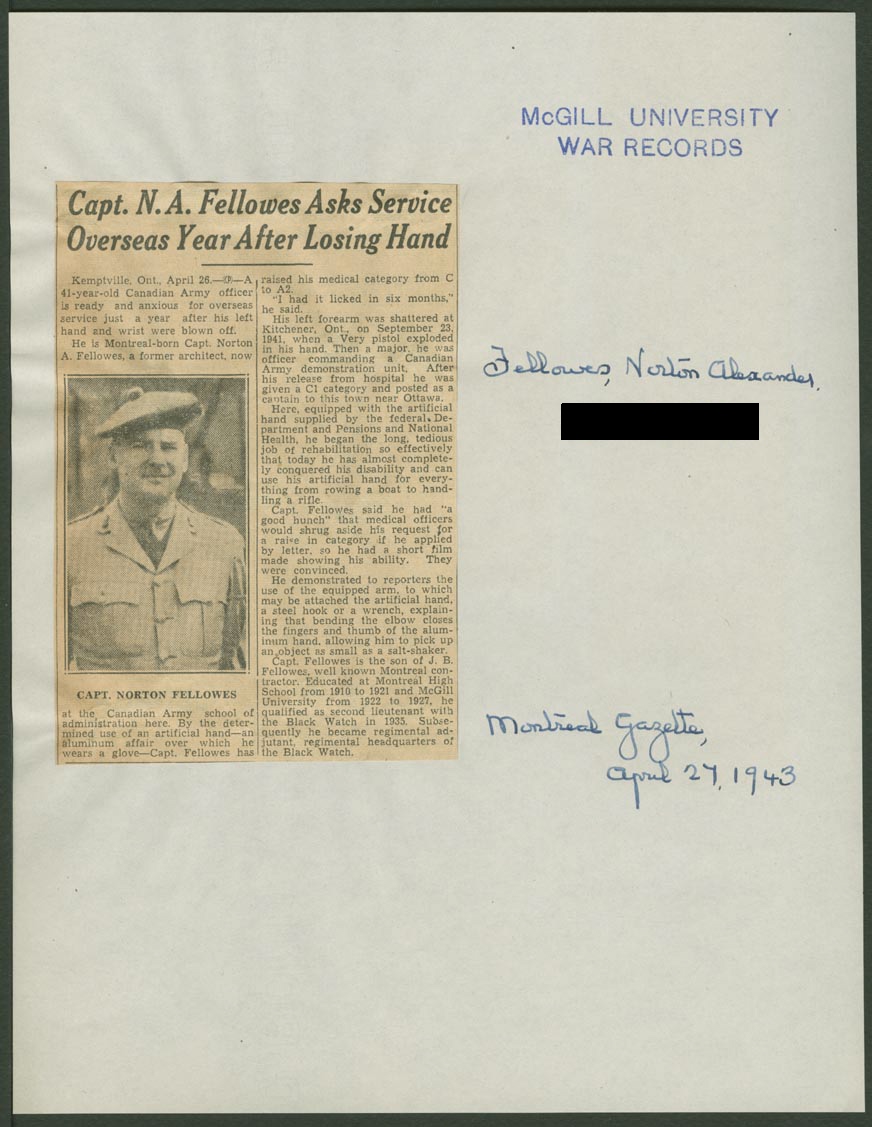 McGILL UNIVERSITY
WAR RECORDS
Capt. N.A. Fellowes Asks Service
Overseas Year After Losing Hand
Kemptville, Ont., April 26.—(CP)—A
41-year-old Canadian Army officer
is ready and anxious for overseas
service just a year after his left
hand and wrist were blown off.
He is Montreal-born Capt. Norton
A. Fellowes, a former architect, now
CAPT. NORTON FELLOWES
at the Canadian Army school of
administration here. By the deter-
mined use of an artificial hand—an
aluminum affair over which he
wears a glove—Capt. Fellowes has
raised his medical category from C
to A2.
"I had it licked in six months,"
he said.
His left forearm was shattered at
Kitchener, Ont., on September 23,
1941, when a Very pistol exploded
in his hand. Then a major, he was
officer commanding a Canadian
Army demonstration unit. After
his release from hospital he was
given a C1 category and posted as a
captain to this town near Ottawa.
Here, equipped with the artificial
hand supplied by the federal De-
partment and Pensions and National
Health, he began the long, tedious
job of rehabilitation so effectively
that today he has almost complete-
ly conquered his disability and can
use his artificial hand for every-
thing from rowing a boat to hand-
ling a rifle.
Capt. Fellowes said he had "a
good hunch" that medical officers
would shrug aside his request for
a raise in category if he applied
by letter, so he had a short film
made showing his ability. They
were convinced.
He demonstrated to reporters the
use of the equipped arm, to which
may be attached the artificial hand,
a steel hook or a wrench, explain-
ing that bending the elbow closes
the fingers and thumb of the alum-
inum hand, allowing him to pick up
an object as small as a salt-shaker.
Capt. Fellowes is the son of J. B.
Fellowes, well known Montreal con-
tractor. Educated at Montreal High
School from 1910 to 1921 and McGill
University from 1922 to 1927, he
qualified as second lieutenant with
the Black Watch in 1935. Subse-
quently he became regimental ad-
jutant, regimental headquarters of
the Black Watch.
Fellowes, Norton Alexander.
Montreal Gazette,
April 27, 1943